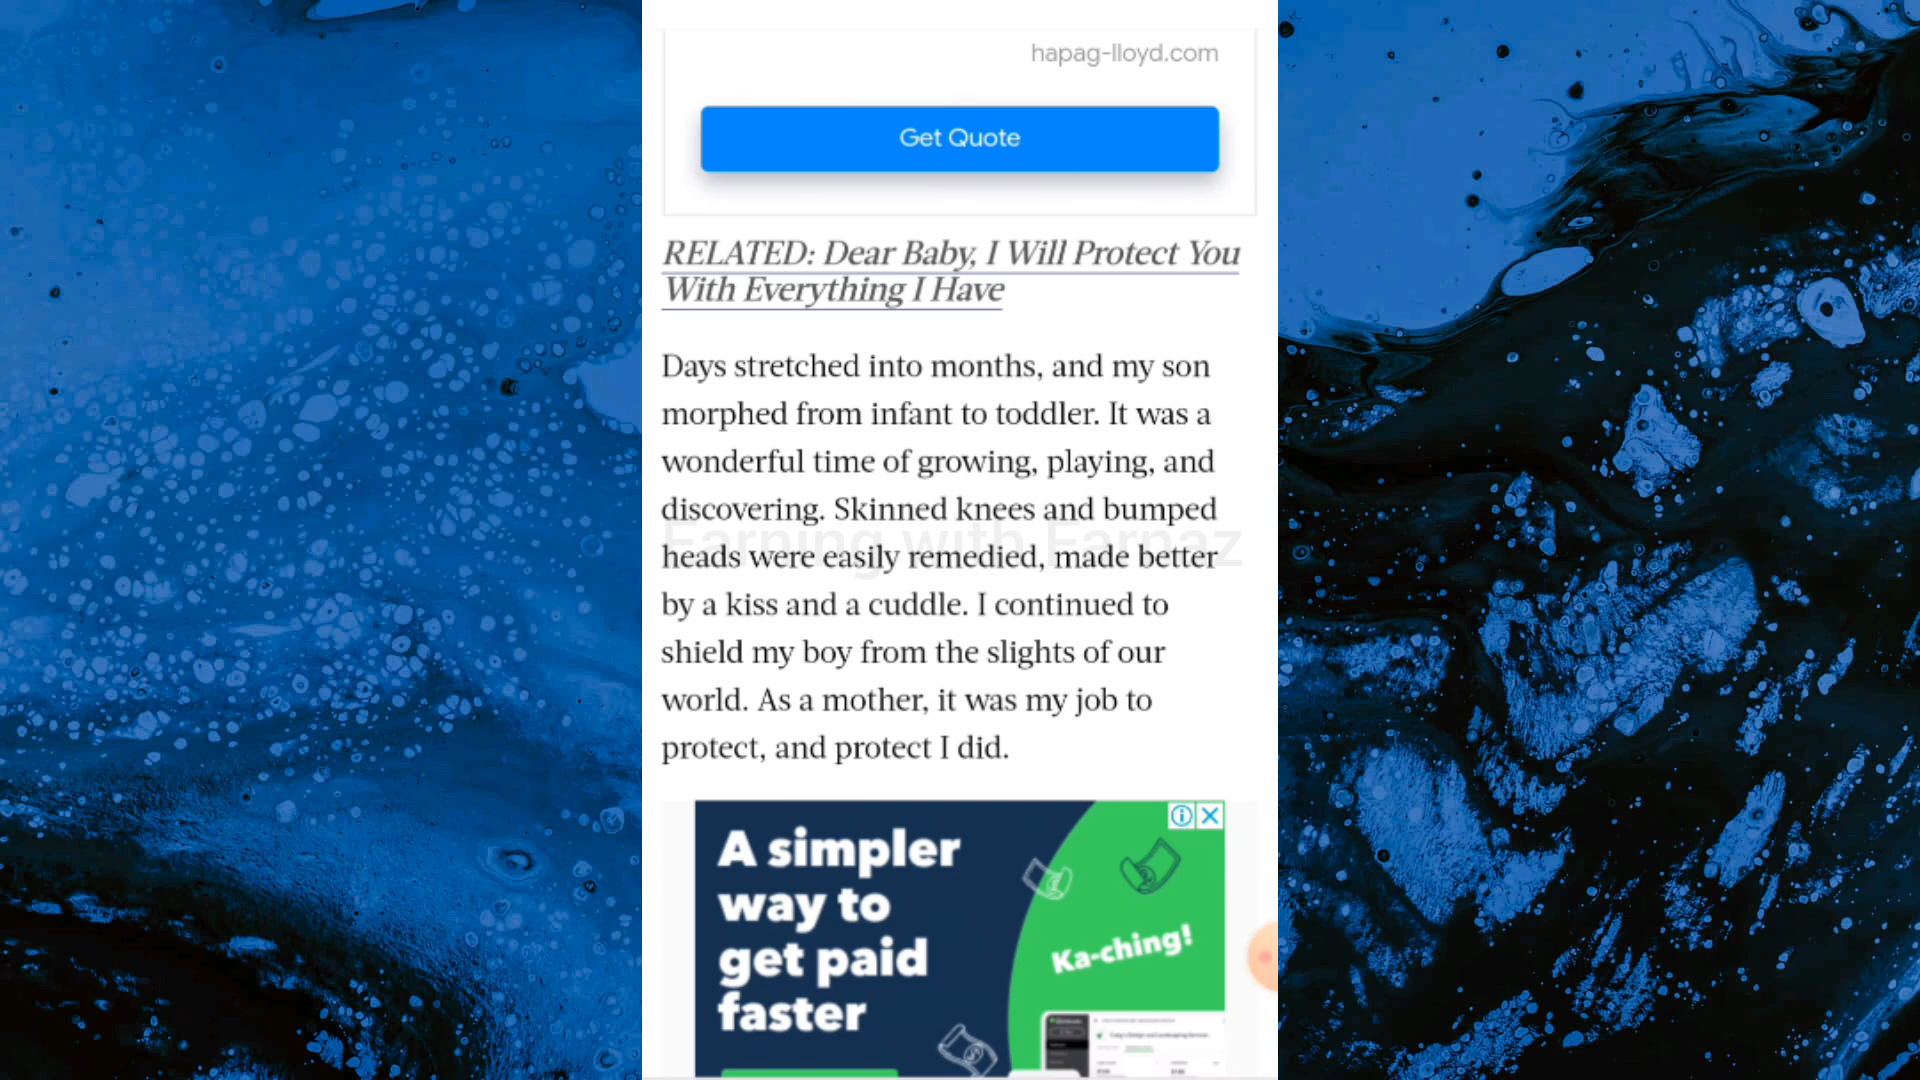 hapag-lloyd.com
Get Quote
RELATED: Dear Baby, I Will Protect You
With Everything I Have
Days stretched into months, and my son
morphed from infant to toddler. It was a
wonderful time of growing, playing, and
discovering. Skinned knees and bumped
Earning with Earnaz
heads were easily remedied, made better
by a kiss and a cuddle. I continued to
shield my boy from the slights of our
world. As a mother, it was my job to
protect, and protect I did.
A simpler
way to
get paid
faster
Ka-ching!